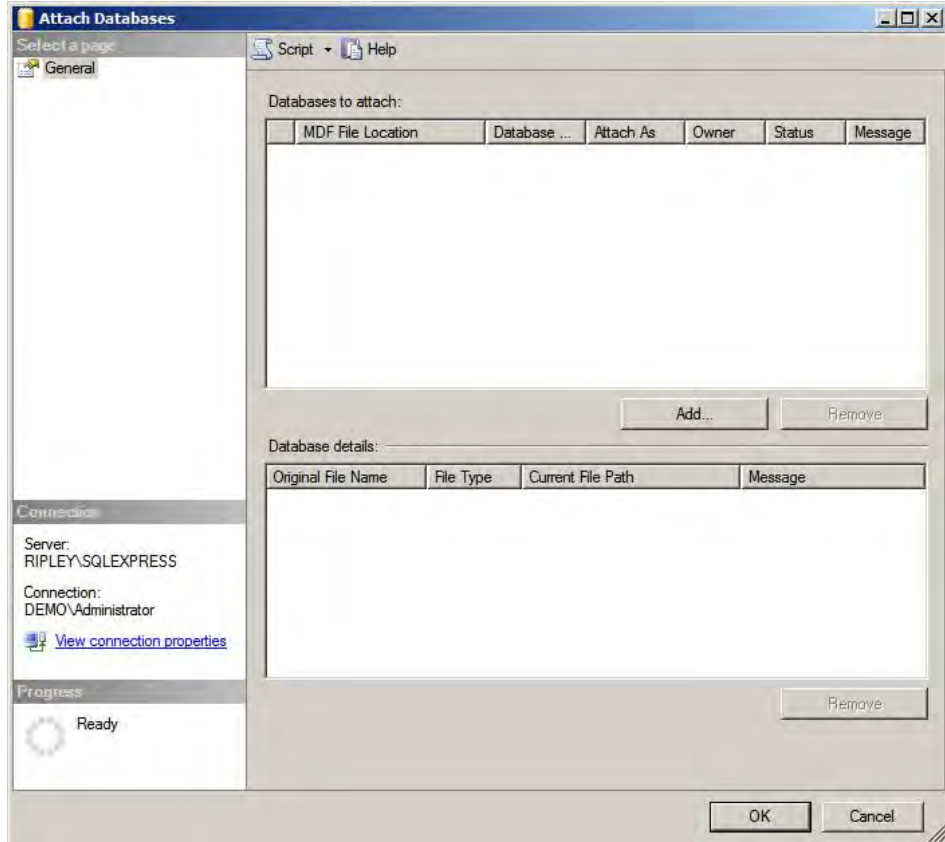 Attach Databases
Select a page
General
Script Help
Databases to attach:
MDF File Location Database ... Attach As Owner Status Message
Add... Remove
Database details:
Original File Name File Type Current File Path Message
Connection
Server:
RIPLEY\SQLEXPRESS
Connection:
DEMO\Administrator
View connection properties
Progress
Ready
Remove
OK Cancel